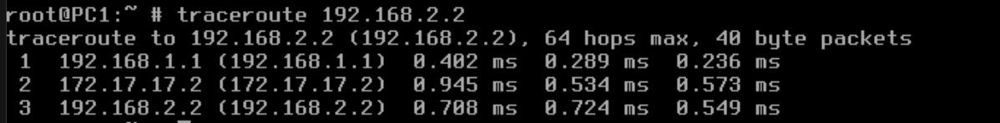 root@PC1:~ # traceroute 192.168.2.2
traceroute to 192.168.2.2 (192.168.2.2), 64 hops max, 40 byte packets
 1  192.168.1.1 (192.168.1.1)  0.402 ms  0.289 ms  0.236 ms
 2  172.17.17.2 (172.17.17.2)  0.945 ms  0.534 ms  0.573 ms
 3  192.168.2.2 (192.168.2.2)  0.708 ms  0.724 ms  0.549 ms